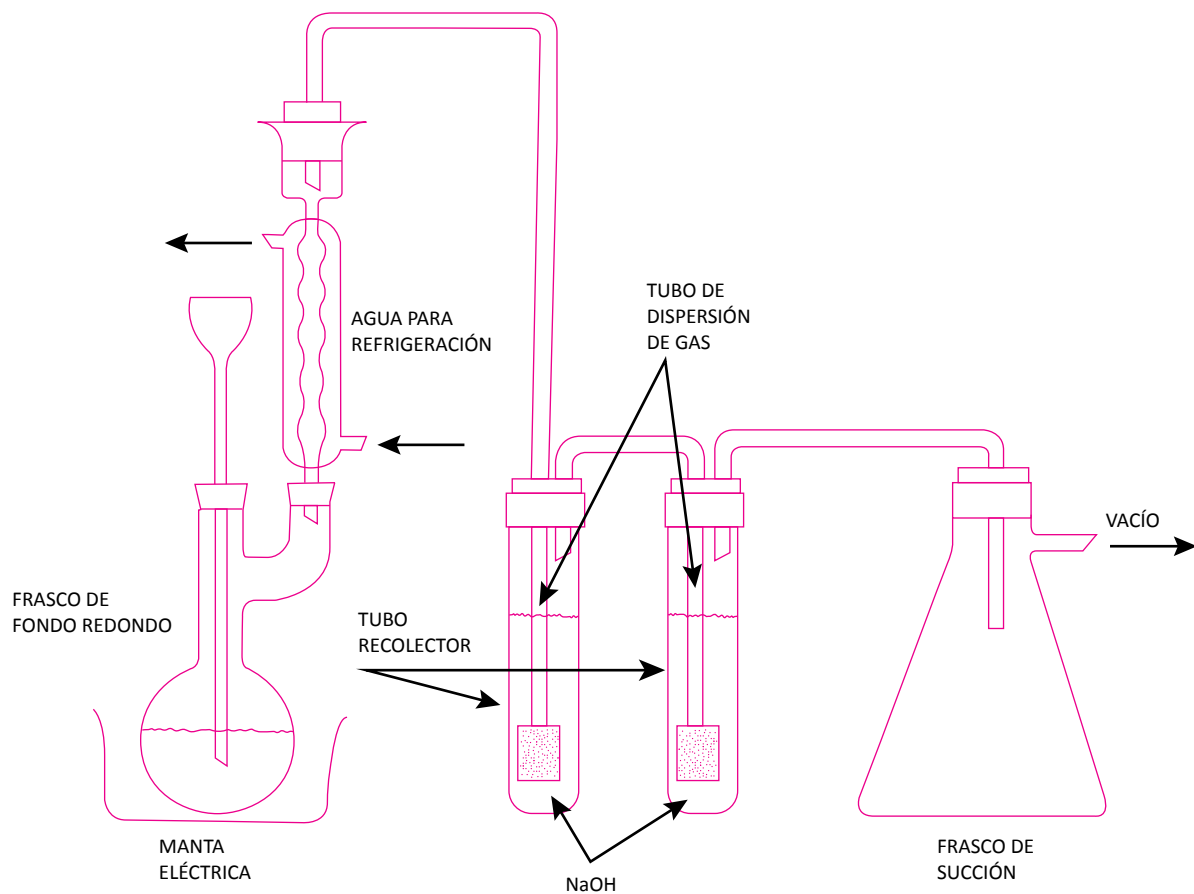 AGUA PARA
REFRIGERACIÓN
TUBO DE
DISPERSIÓN
DE GAS
VACÍO
FRASCO DE
FONDO REDONDO
TUBO
RECOLECTOR
MANTA
ELÉCTRICA
NaOH
FRASCO DE
SUCCIÓN